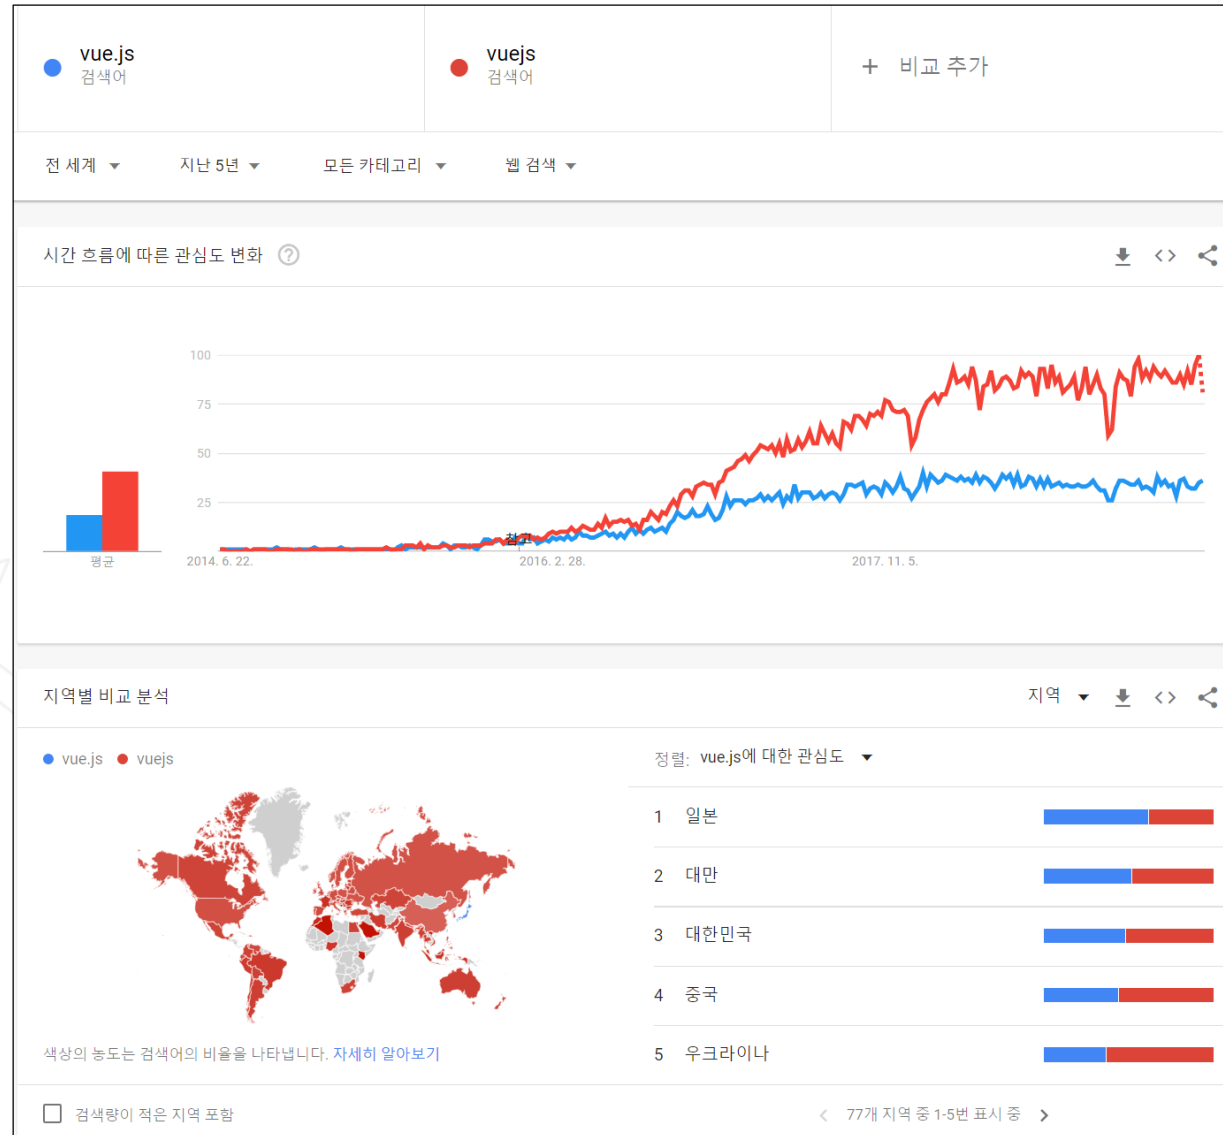 vue.js
검색어
vuejs
검색어
+ 비교 추가
전 세계
지난 5년
모든 카테고리
웹 검색
시간 흐름에 따른 관심도 변화
100
75
50
25
참고
평균
2014. 6. 22.
2016. 2. 28.
2017. 11. 5.
지역별 비교 분석
지역
vue.js vuejs
정렬: vue.js에 대한 관심도
1 일본
2 대만
3 대한민국
4 중국
5 우크라이나
색상의 농도는 검색어의 비율을 나타냅니다. 자세히 알아보기
검색량이 적은 지역 포함
77개 지역 중 1-5번 표시 중